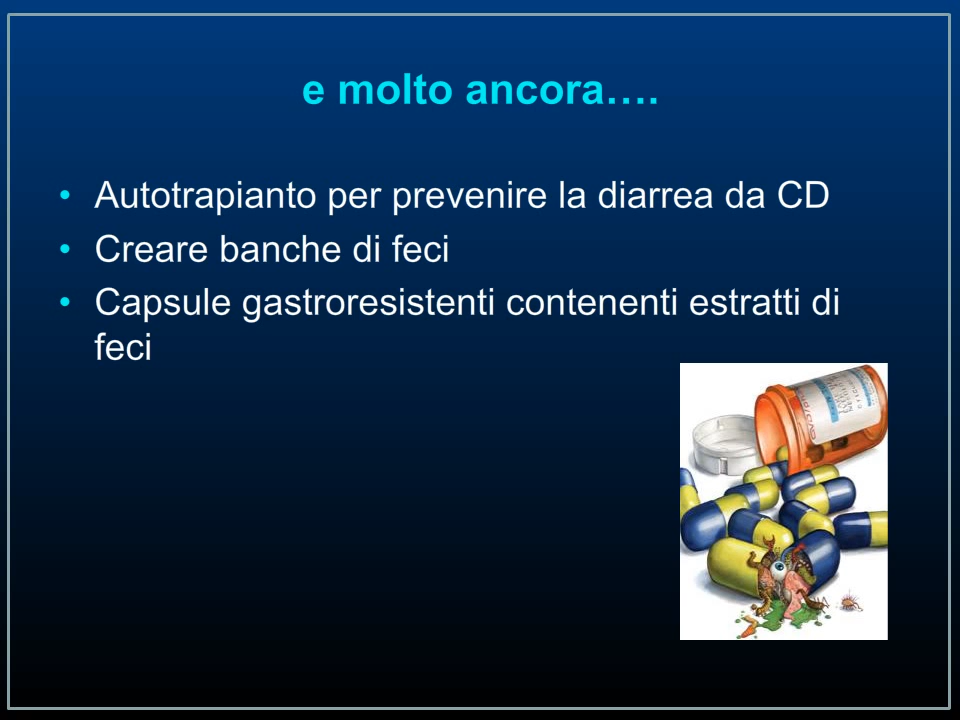 e molto ancora….
• Autotrapianto per prevenire la diarrea da CD
• Creare banche di feci
• Capsule gastroresistenti contenenti estratti di
feci